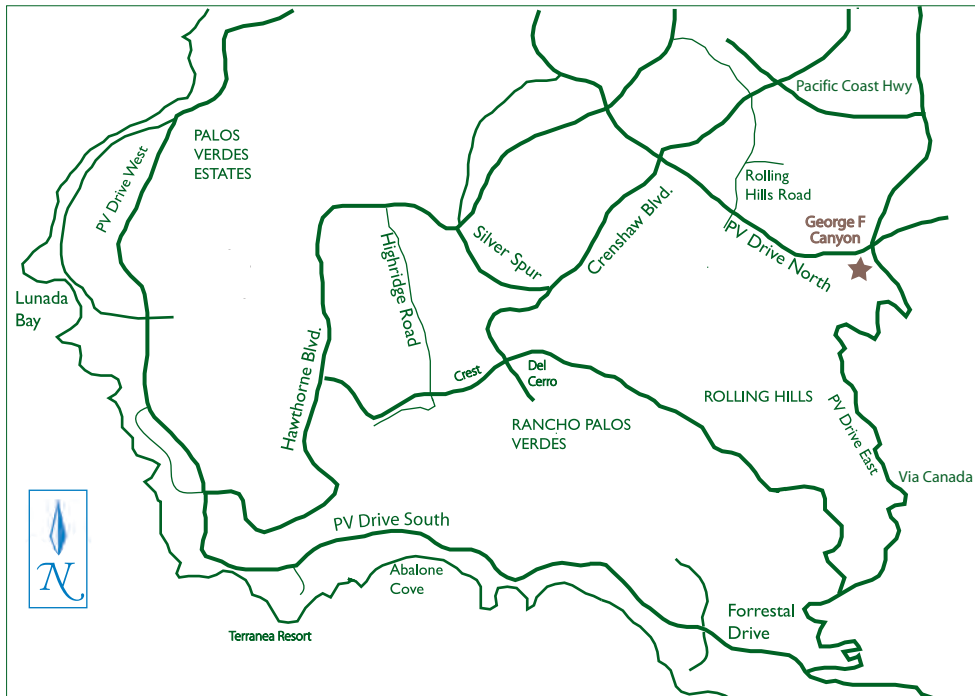 Pacific Coast Hwy
PALOS
VERDES
ESTATES
PV Drive West
Rolling
Hills Road
George F
Canyon
Crenshaw Blvd.
PV Drive North
Silver Spur
Highridge Road
Lunada
Bay
Hawthorne Blvd.
Crest
Del
Cerro
ROLLING HILLS
RANCHO PALOS
VERDES
PV Drive East
Via Canada
PV Drive South
N
Abalone
Cove
Forrestal
Drive
Terranea Resort